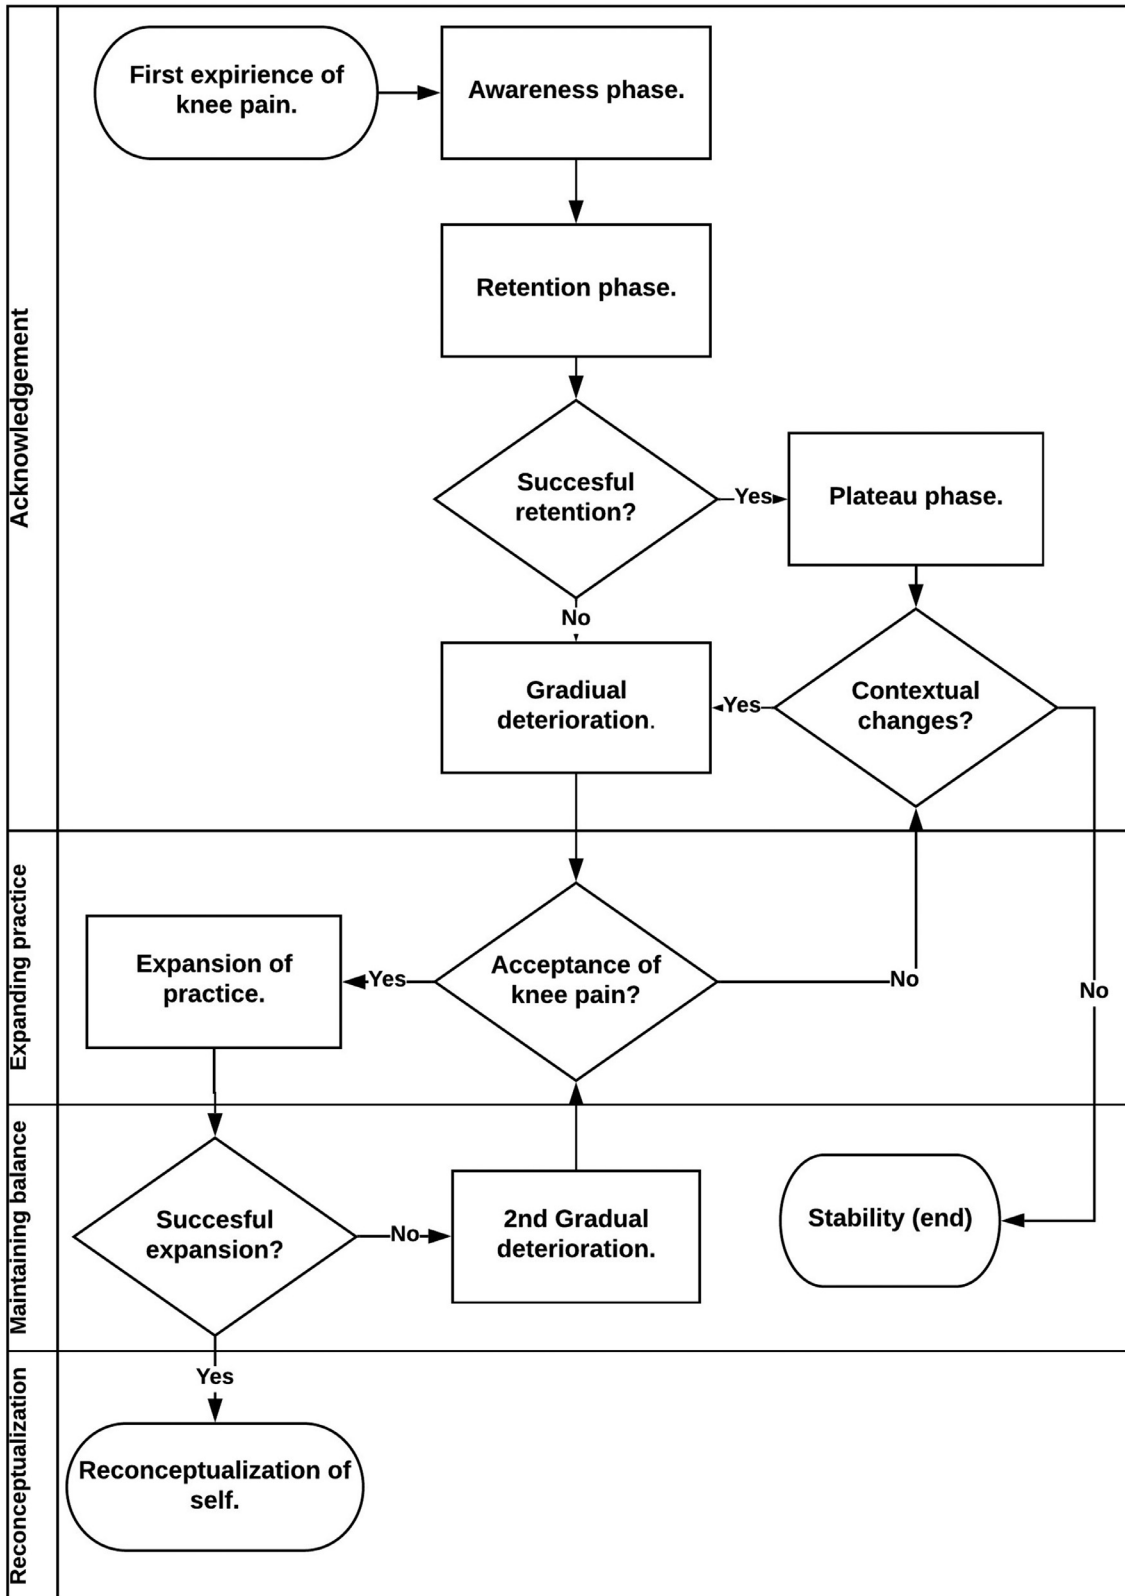 Acknowledgement
First expirience of
knee pain.
Awareness phase.
Retention phase.
Succesful
retention?
Yes
Plateau phase.
No
Gradiual
deterioration.
Yes
Contextual
changes?
Expanding practice
Expansion of
practice.
Yes
Acceptance of
knee pain?
No
No
Maintaining balance
Succesful
expansion?
No
2nd Gradual
deterioration.
Stability (end)
Yes
Reconceptualization
Reconceptualization of
self.